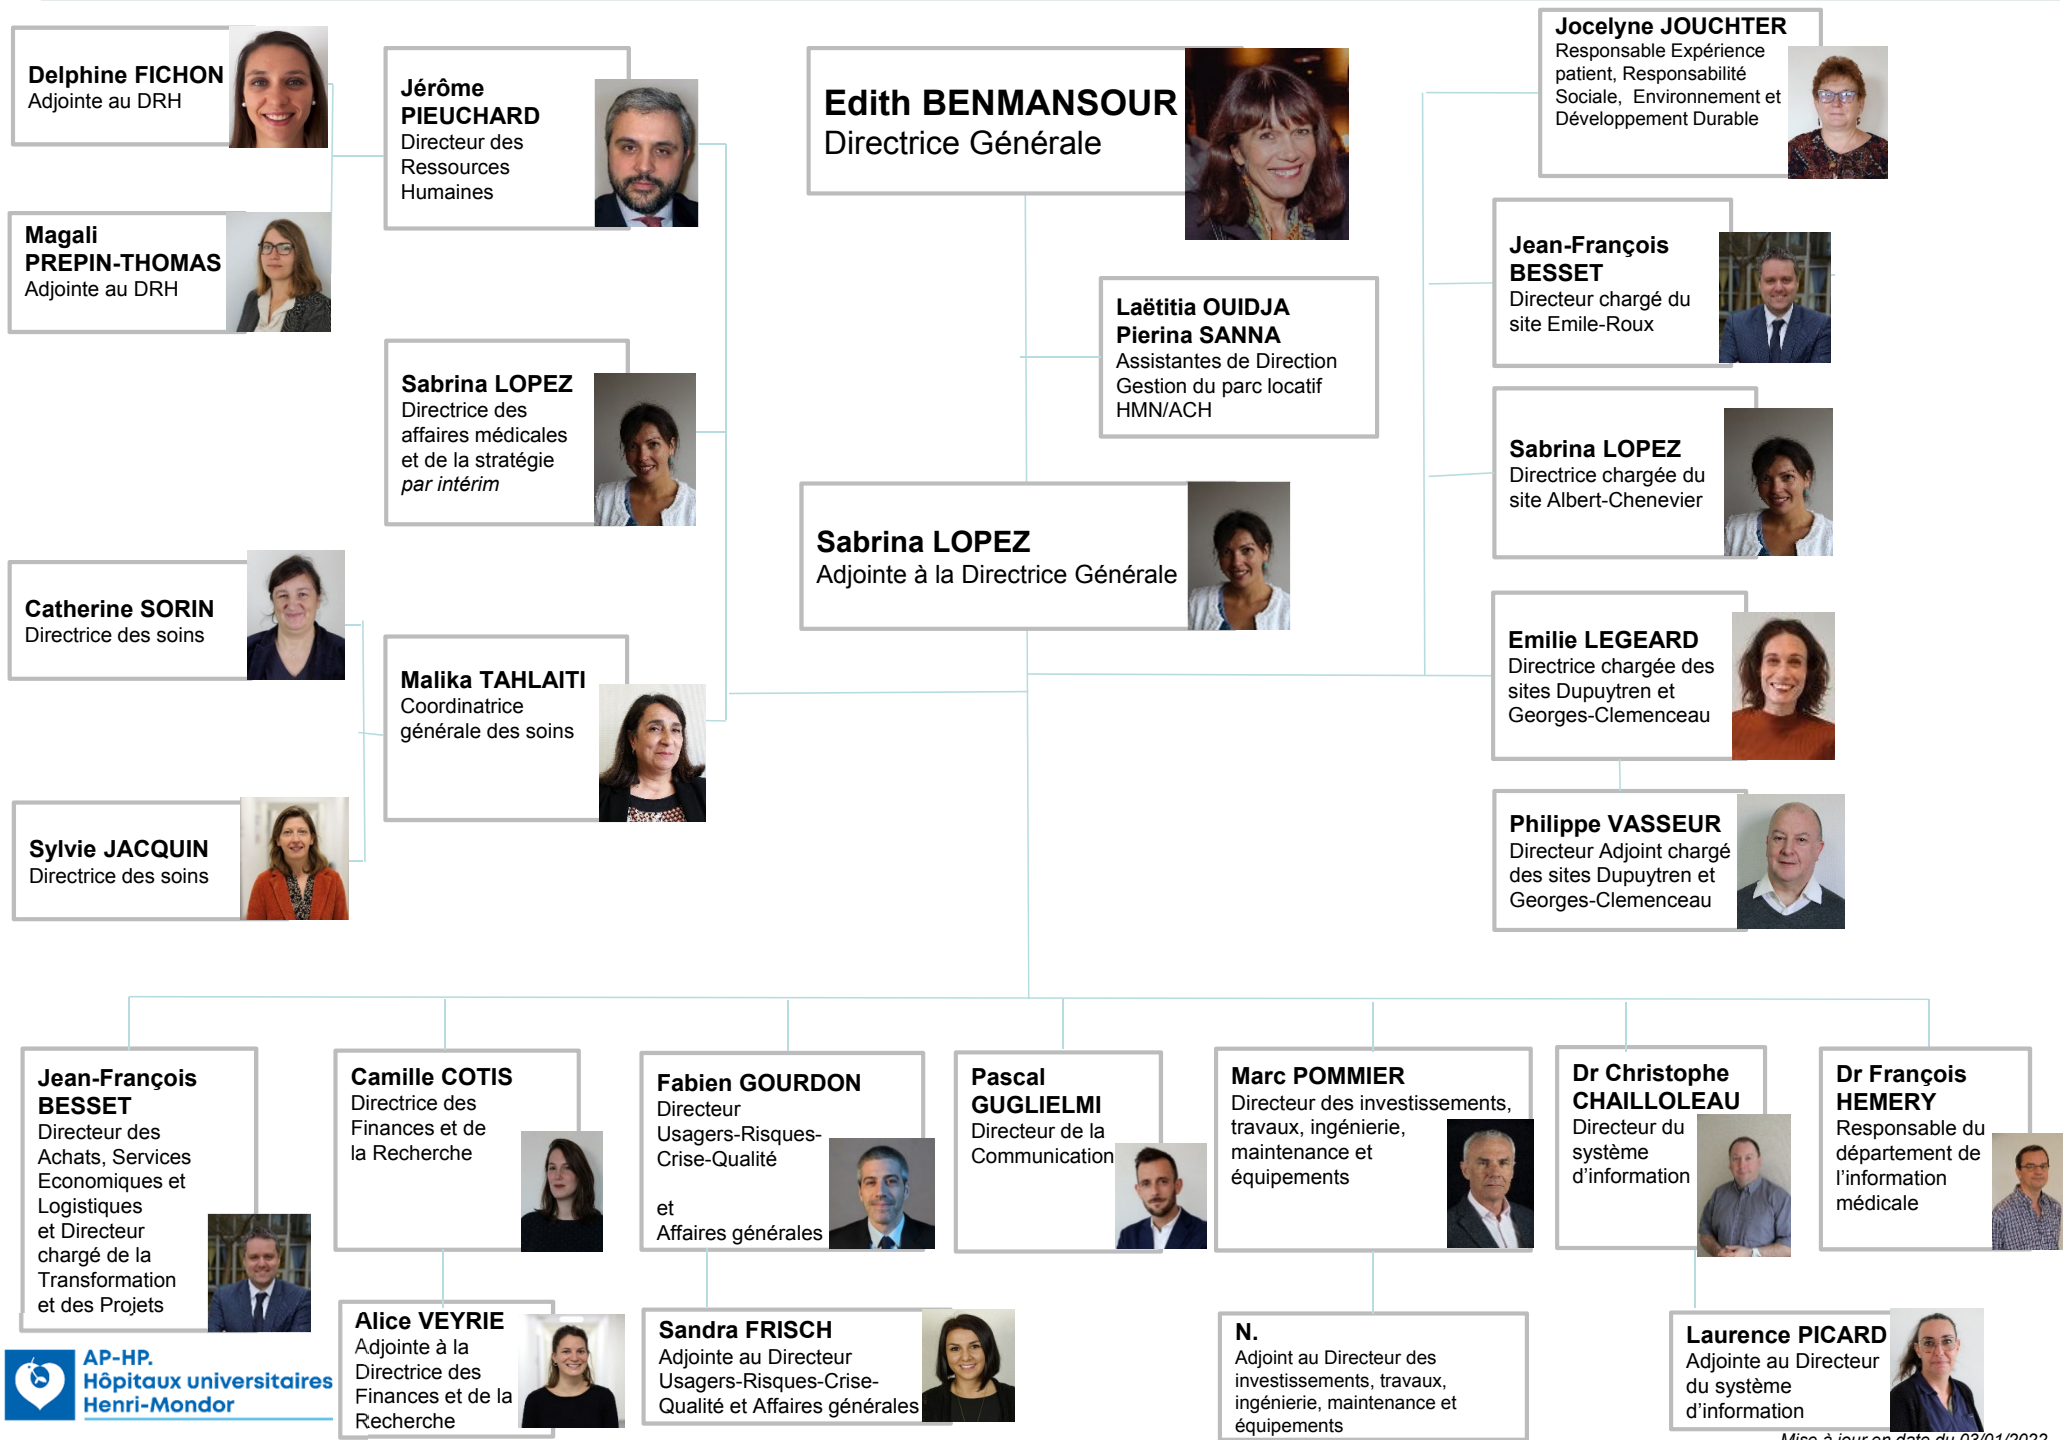 Delphine FICHON
Adjointe au DRH
Magali
PREPIN-THOMAS
Adjointe au DRH
Jérôme
PIEUCHARD
Directeur des
Ressources
Humaines
Edith BENMANSOUR
Directrice Générale
Jocelyne JOUCHTER
Responsable Expérience
patient, Responsabilité
Sociale, Environnement et
Développement Durable
Jean-François
BESSET
Directeur chargé du
site Emile-Roux
Laëtitia OUIDJA
Pierina SANNA
Assistantes de Direction
Gestion du parc locatif
HMN/ACH
Sabrina LOPEZ
Directrice des
affaires médicales
et de la stratégie
par intérim
Sabrina LOPEZ
Directrice chargée du
site Albert-Chenevier
Sabrina LOPEZ
Adjointe à la Directrice Générale
Catherine SORIN
Directrice des soins
Malika TAHLAITI
Coordinatrice
générale des soins
Sylvie JACQUIN
Directrice des soins
Emilie LEGEARD
Directrice chargée des
sites Dupuytren et
Georges-Clemenceau
Philippe VASSEUR
Directeur Adjoint chargé
des sites Dupuytren et
Georges-Clemenceau
Jean-François
BESSET
Directeur des
Achats, Services
Economiques et
Logistiques
et Directeur
chargé de la
Transformation
et des Projets
Camille COTIS
Directrice des
Finances et de
la Recherche
Fabien GOURDON
Directeur
Usagers-Risques-
Crise-Qualité
et
Affaires générales
Pascal
GUGLIELMI
Directeur de la
Communication
Marc POMMIER
Directeur des investissements,
travaux, ingénierie,
maintenance et
équipements
Dr Christophe
CHAILLOLEAU
Directeur du
système
d’information
Dr François
HEMERY
Responsable du
département de
l’information
médicale
Alice VEYRIE
Adjointe à la
Directrice des
Finances et de la
Recherche
Sandra FRISCH
Adjointe au Directeur
Usagers-Risques-Crise-
Qualité et Affaires générales
N.
Adjoint au Directeur des
investissements, travaux,
ingénierie, maintenance et
équipements
Laurence PICARD
Adjointe au Directeur
du système
d’information
AP-HP.
Hôpitaux universitaires
Henri-Mondor
Mise à jour en date du 03/01/2022